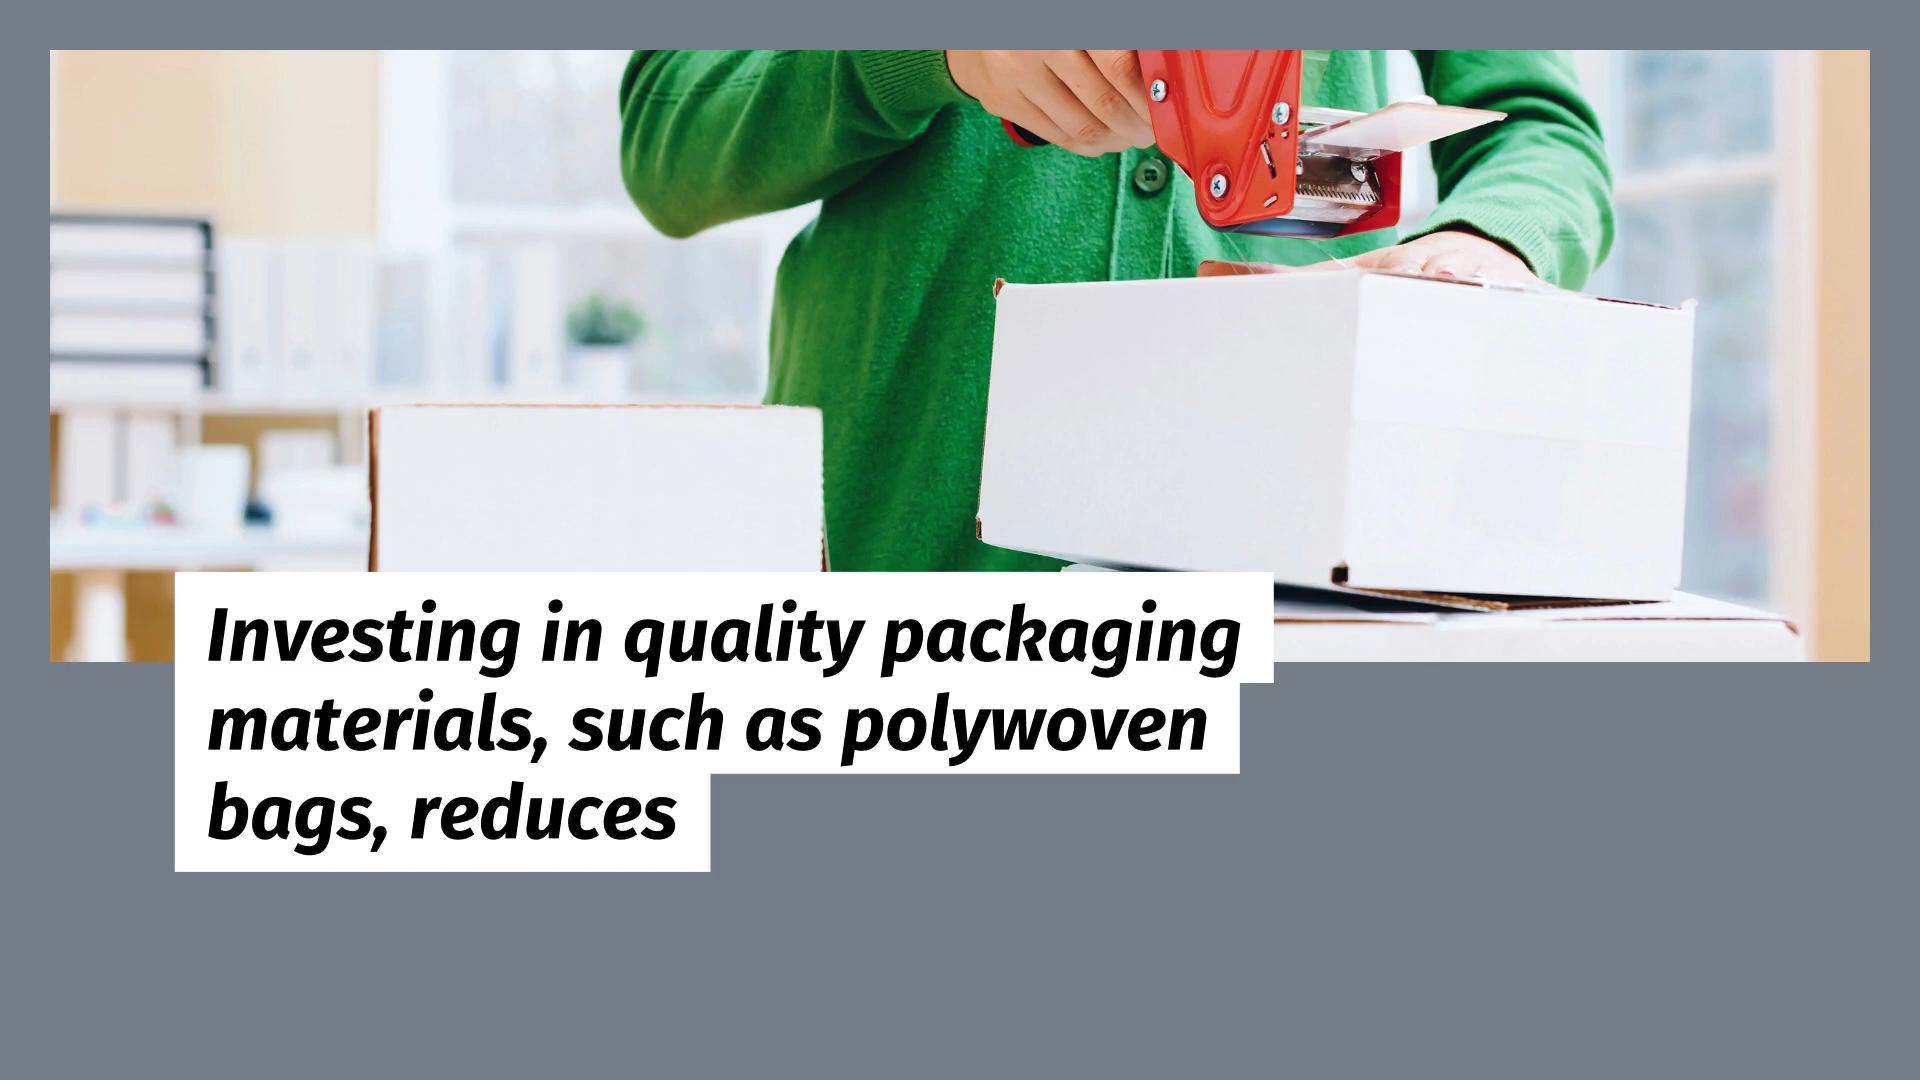 Investing in quality packaging
materials, such as polywoven
bags, reduces